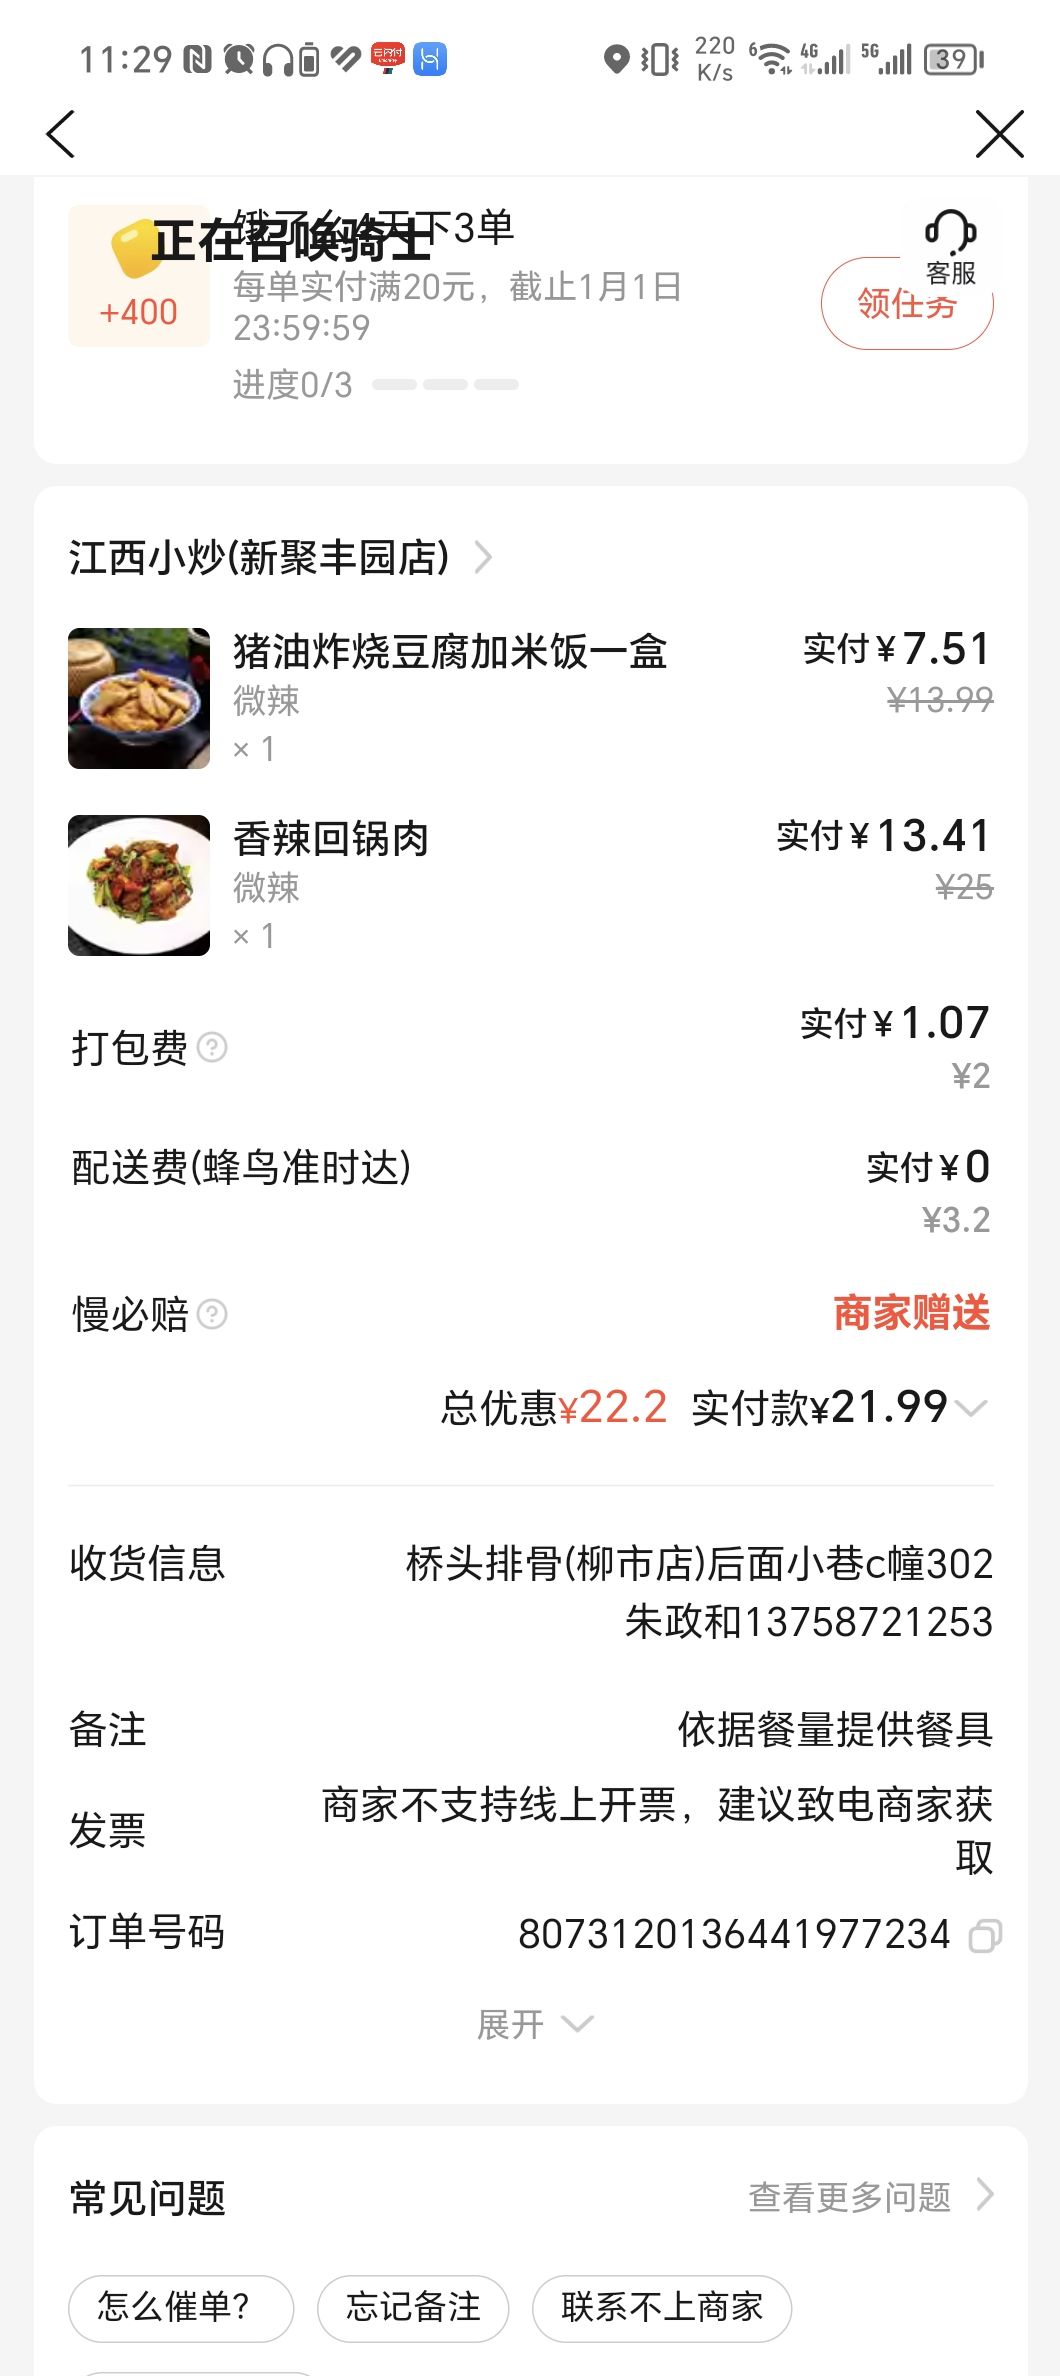 11:29
220
K/s
6
4G
5G
39
正在召唤骑士
饿了么4天下3单
客服
+400
每单实付满20元，截止1月1日
23:59:59
领任务
进度0/3
江西小炒(新聚丰园店)
猪油炸烧豆腐加米饭一盒
实付¥7.51
微辣
¥13.99
× 1
香辣回锅肉
实付¥13.41
微辣
¥25
× 1
打包费
实付¥1.07
¥2
配送费(蜂鸟准时达)
实付¥0
¥3.2
慢必赔
商家赠送
总优惠¥22.2 实付款¥21.99
收货信息
桥头排骨(柳市店)后面小巷c幢302
朱政和13758721253
备注
依据餐量提供餐具
发票
商家不支持线上开票，建议致电商家获
取
订单号码
8073120136441977234
展开
常见问题
查看更多问题
怎么催单?
忘记备注
联系不上商家